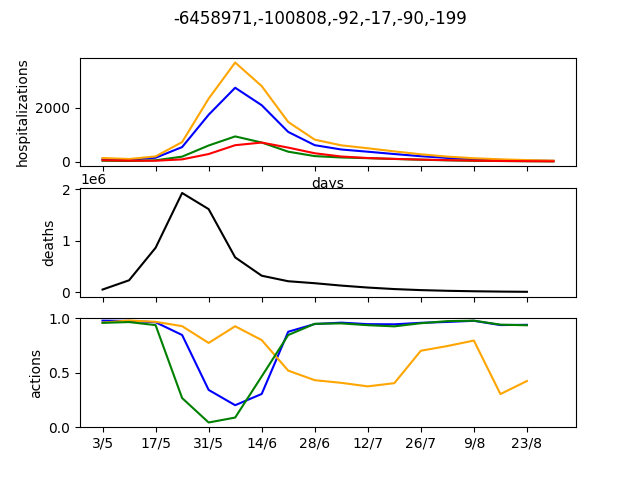 -6458971,-100808,-92,-17,-90,-199
hospitalizations
2000
0
days
1e6
deaths
2
1
0
actions
1.0
0.5
0.0
3/5 17/5 31/5 14/6 28/6 12/7 26/7 9/8 23/8